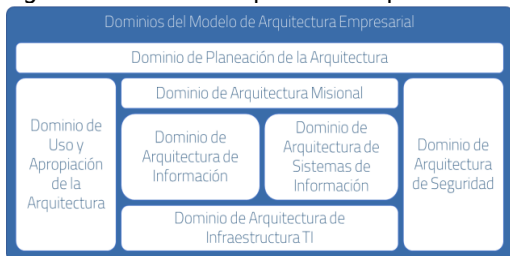 Dominios del Modelo de Arquitectura Empresarial
Dominio de Planeación de la Arquitectura
Dominio de
Uso y
Apropiación
de la
Arquitectura
Dominio de Arquitectura Misional
Dominio de
Arquitectura de
Información
Dominio de
Arquitectura de
Sistemas de
Información
Dominio de Arquitectura de
Infraestructura TI
Dominio de
Arquitectura
de Seguridad